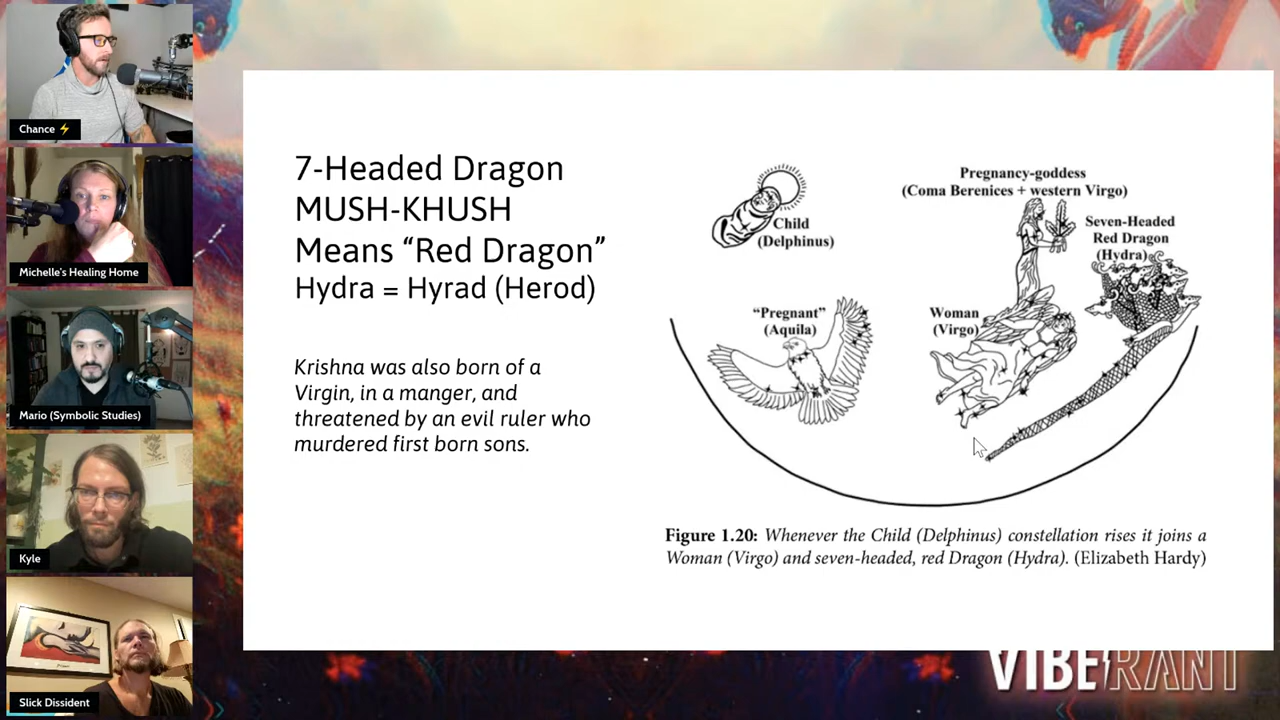 Chance ⚡
Michelle's Healing Home
Mario (Symbolic Studies)
Kyle
Slick Dissident
7-Headed Dragon
MUSH-KHUSH
Means “Red Dragon”
Hydra = Hyrad (Herod)
Krishna was also born of a
Virgin, in a manger, and
threatened by an evil ruler who
murdered first born sons.
Child
(Delphinus)
Pregnancy-goddess
(Coma Berenices + western Virgo)
Seven-Headed
Red Dragon
(Hydra)
“Pregnant”
(Aquila)
Woman
(Virgo)
Figure 1.20: Whenever the Child (Delphinus) constellation rises it joins a
Woman (Virgo) and seven-headed, red Dragon (Hydra). (Elizabeth Hardy)
VIBE/RANT